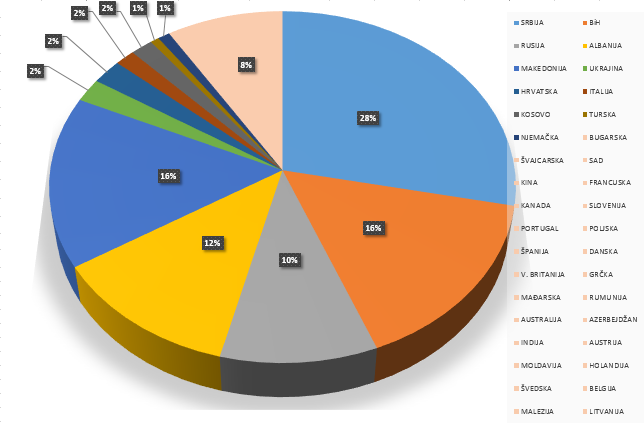 2%
2%
2%
2%
1%
1%
8%
28%
16%
16%
12%
10%
SRBIJA
BiH
RUSIJA
ALBANIJA
MAKEDONIJA
UKRAJINA
HRVATSKA
ITALIJA
KOSOVO
TURSKA
NJEMAČKA
BUGARSKA
ŠVAJCARSKA
SAD
KINA
FRANCUSKA
KANADA
SLOVENIJA
PORTUGAL
POLJSKA
ŠPANIJA
DANSKA
V. BRITANIJA
GRČKA
MAĐARSKA
RUMUNIJA
AUSTRALIJA
AZERBEJDŽAN
INDIJA
AUSTRIJA
MOLDAVIJA
HOLANDIJA
ŠVEDSKA
BELGIJA
MALEZIJA
LITVANIJA